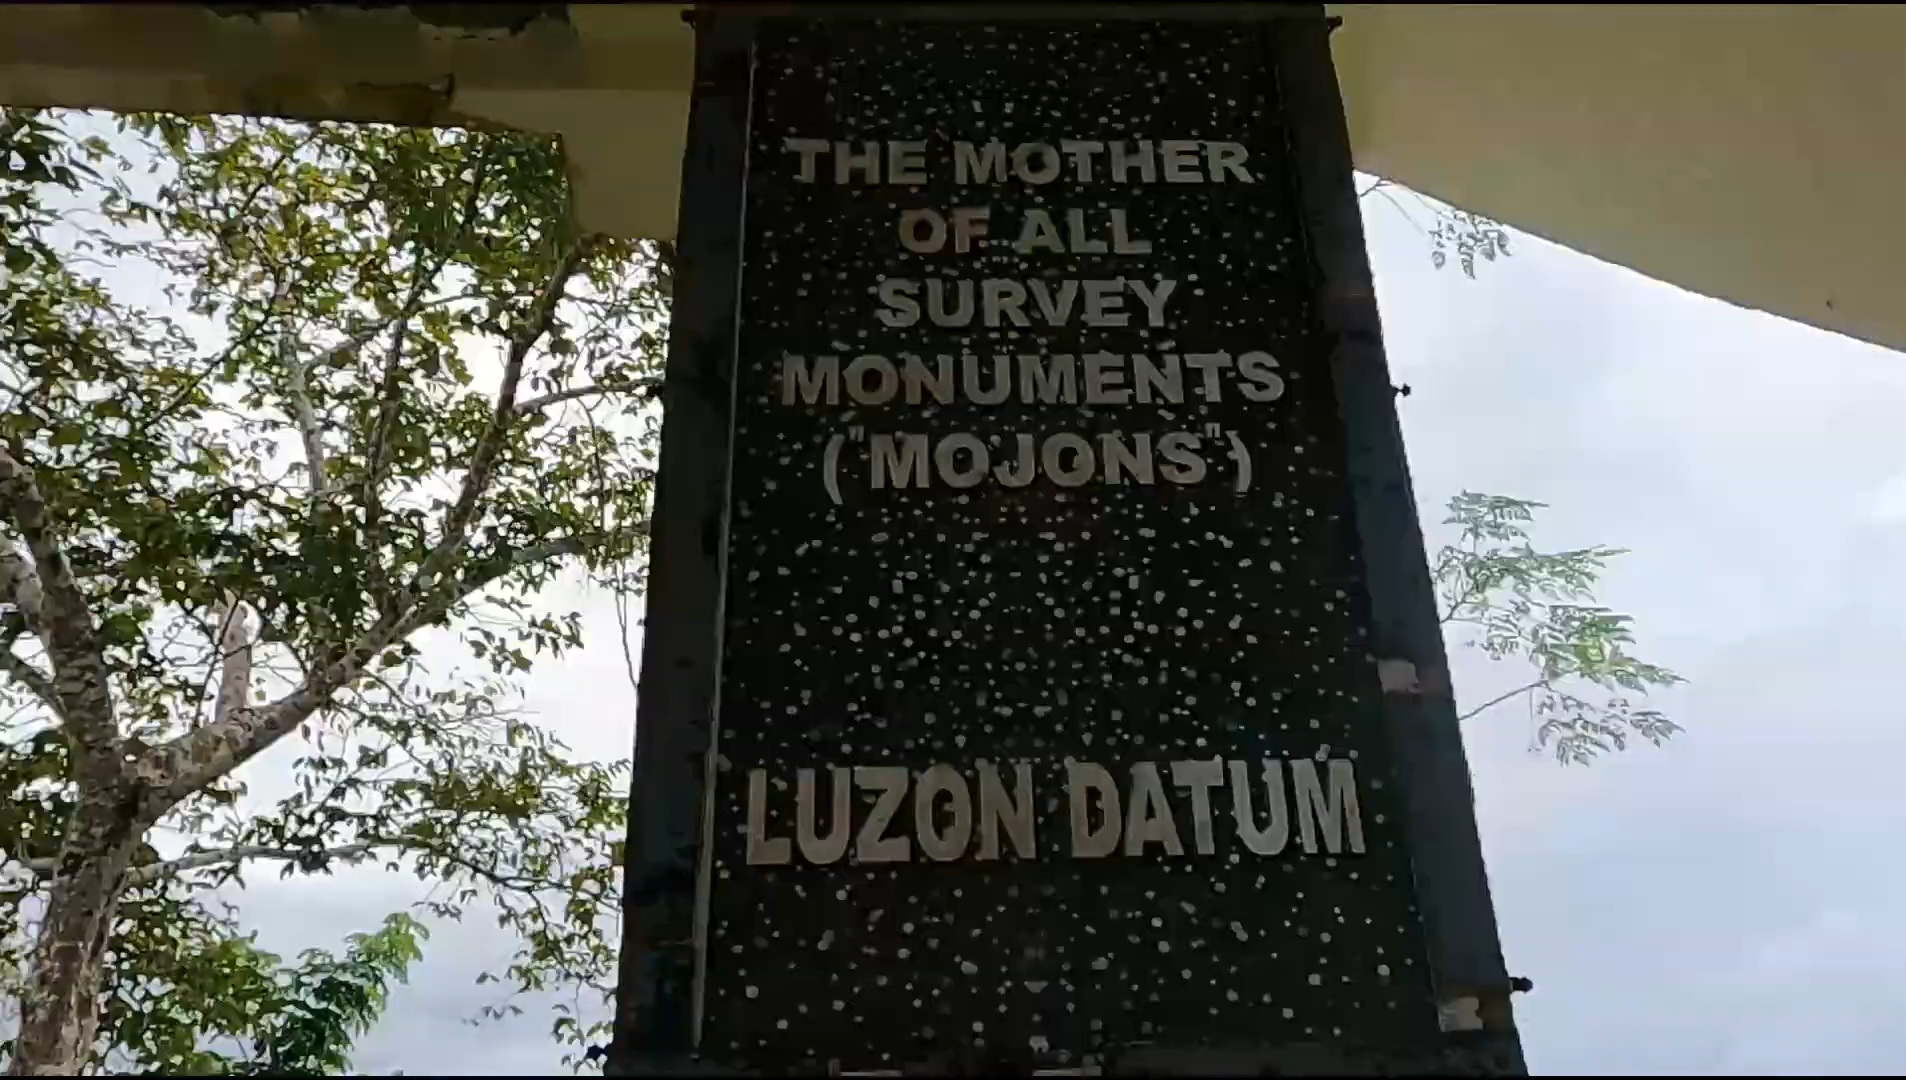 THE MOTHER
OF ALL
SURVEY
MONUMENTS
("MOJONS")
LUZON DATUM